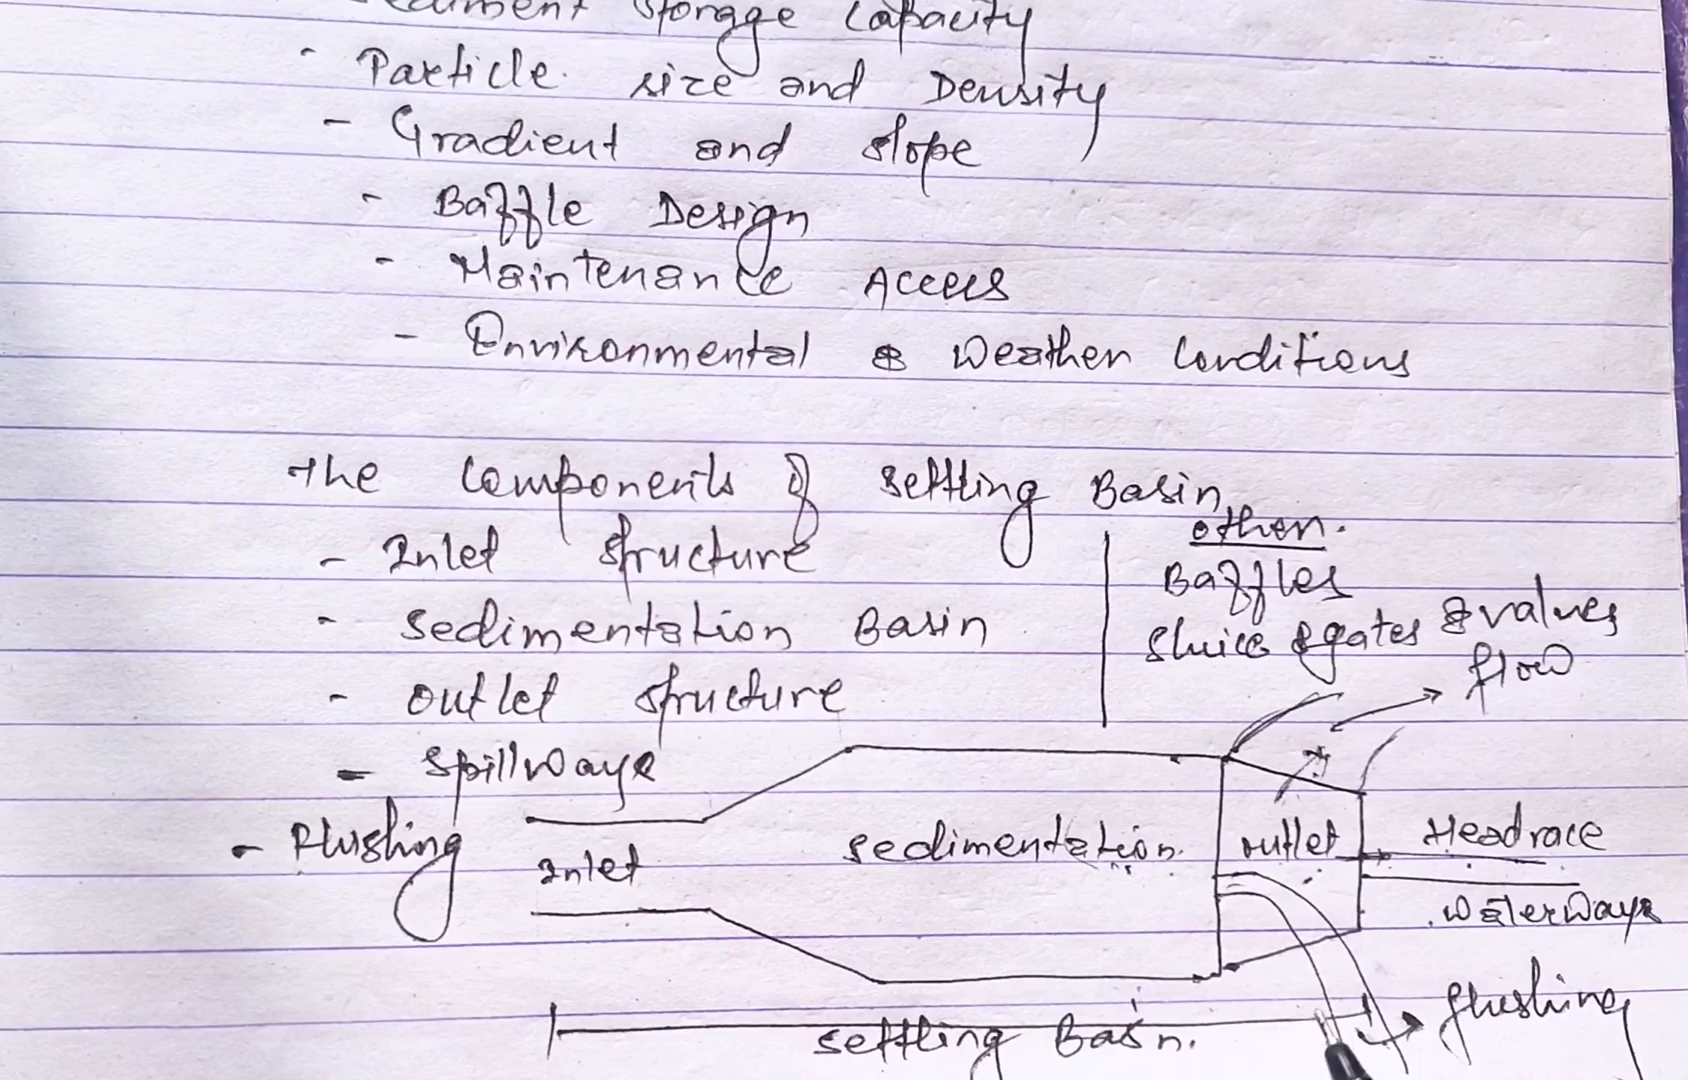 Sediment Storage Capacity
- Particle size and Density
- Gradient and slope
- Baffle Design
- Maintenance Access
- Environmental & Weather Conditions
The Components of Settling Basin
- Inlet structure
- Sedimentation Basin
- outlet structure
- Spillways
- Flushing
other.
Baffles
Sluice & gates & valves
flow
Inlet
Sedimentation.
outlet
Headrace
waterways
flushing
Settling Basin.